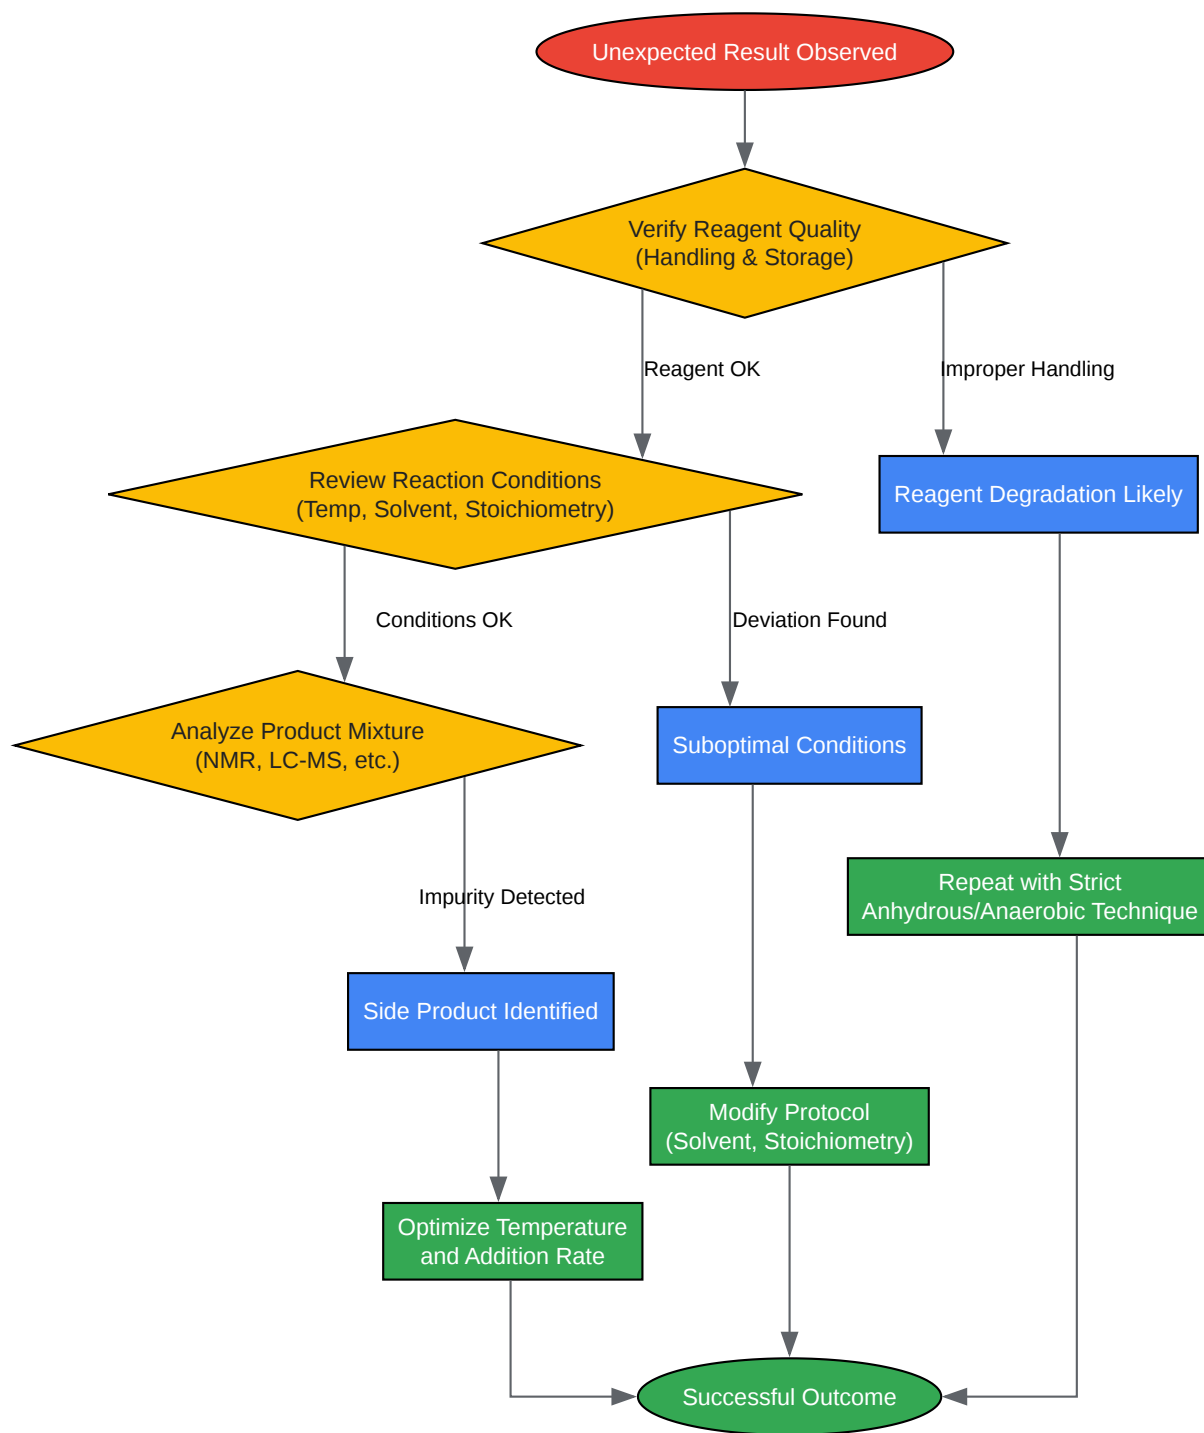 Unexpected Result Observed
Verify Reagent Quality
(Handling & Storage)
Reagent OK
Improper Handling
Review Reaction Conditions
(Temp, Solvent, Stoichiometry)
Reagent Degradation Likely
Conditions OK
Deviation Found
Analyze Product Mixture
(NMR, LC-MS, etc.)
Suboptimal Conditions
Impurity Detected
Repeat with Strict
Anhydrous/Anaerobic Technique
Side Product Identified
Modify Protocol
(Solvent, Stoichiometry)
Optimize Temperature
and Addition Rate
Successful Outcome